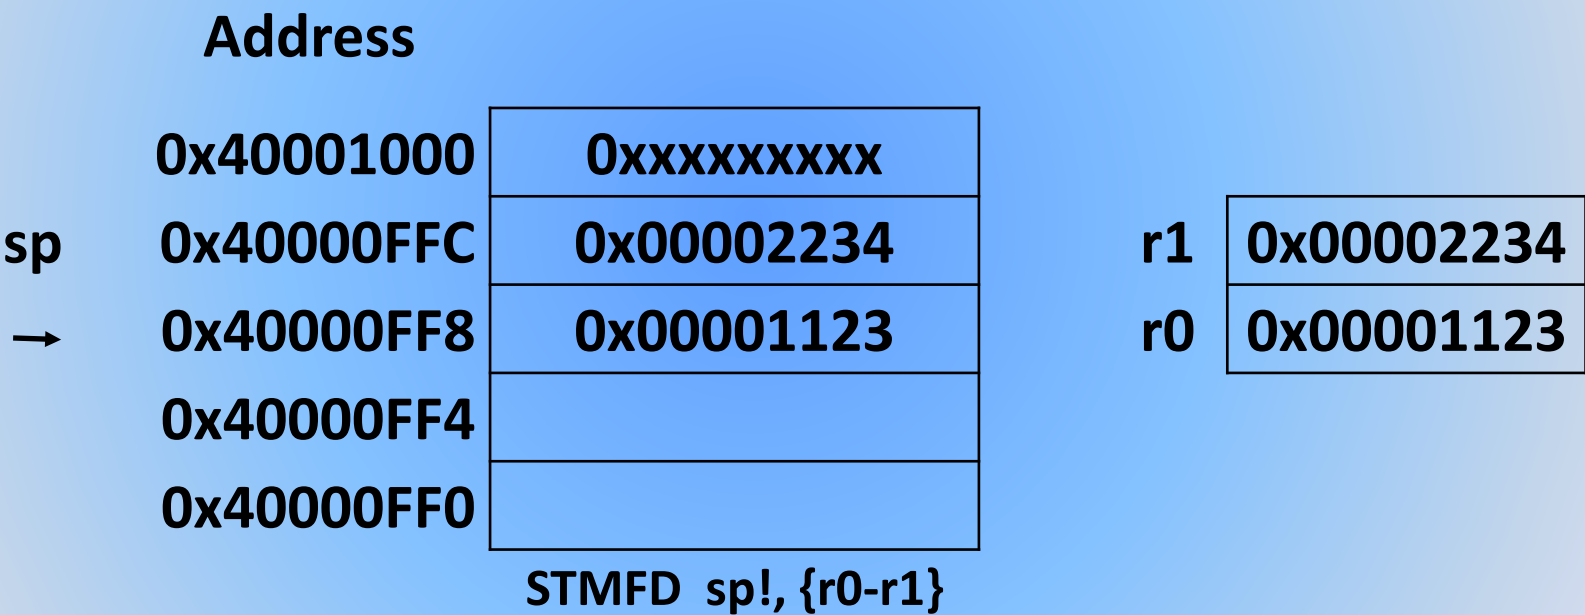 Address
0x40001000 0xxxxxxxxx
sp 0x40000FFC 0x00002234 r1 0x00002234
0x40000FF8 0x00001123 r0 0x00001123
0x40000FF4
0x40000FF0
STMFD sp!, {r0-r1}